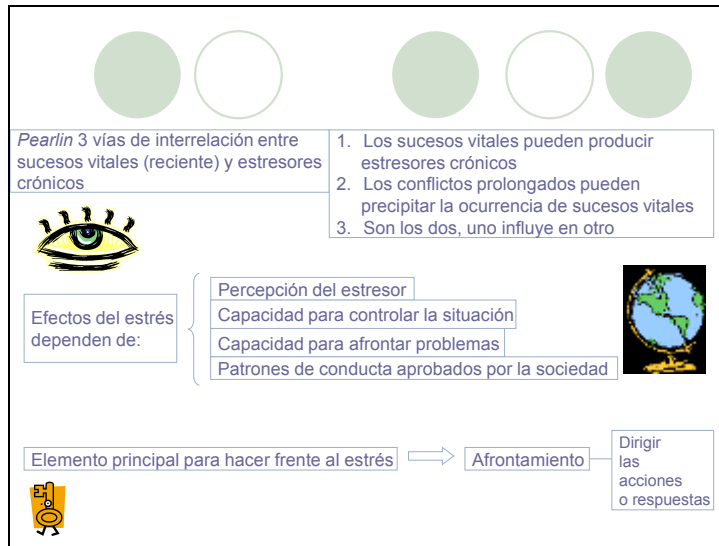 Pearlin 3 vías de interrelación entre
sucesos vitales (reciente) y estresores
crónicos
1. Los sucesos vitales pueden producir
estresores crónicos
2. Los conflictos prolongados pueden
precipitar la ocurrencia de sucesos vitales
3. Son los dos, uno influye en otro
Efectos del estrés
dependen de:
Percepción del estresor
Capacidad para controlar la situación
Capacidad para afrontar problemas
Patrones de conducta aprobados por la sociedad
Elemento principal para hacer frente al estrés
Afrontamiento
Dirigir
las
acciones
o respuestas